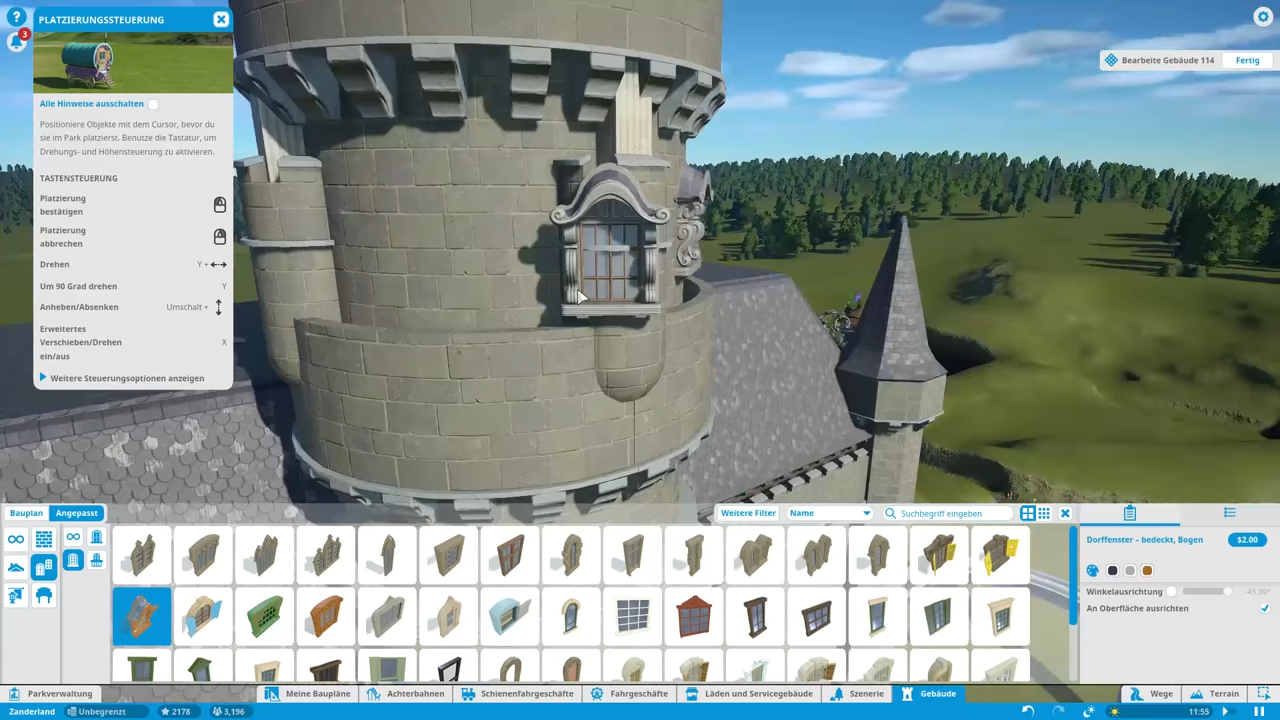 ?
PLATZIERUNGSSTEUERUNG
3
Alle Hinweise ausschalten
Positioniere Objekte mit dem Cursor, bevor du
sie im Park platzierst. Benutze die Tastatur, um
Drehungs- und Höhensteuerung zu aktivieren.
TASTENSTEUERUNG
Platzierung
bestätigen
Platzierung
abbrechen
Drehen Y +
Um 90 Grad drehen Y
Anheben/Absenken Umschalt +
Erweitertes
Verschieben/Drehen X
ein/aus
Weitere Steuerungsoptionen anzeigen
Bearbeite Gebäude 114 Fertig
Bauplan Angepasst Weitere Filter Name Suchbegriff eingeben
Dorffenster – bedeckt, Bogen $2.00
Winkelausrichtung 45.00°
An Oberfläche ausrichten
Parkverwaltung Meine Baupläne Achterbahnen Schienenfahrgeschäfte Fahrgeschäfte Läden und Servicegebäude Szenerie Gebäude Wege Terrain
Zanderland Unbegrenzt 2178 3,196 11:55